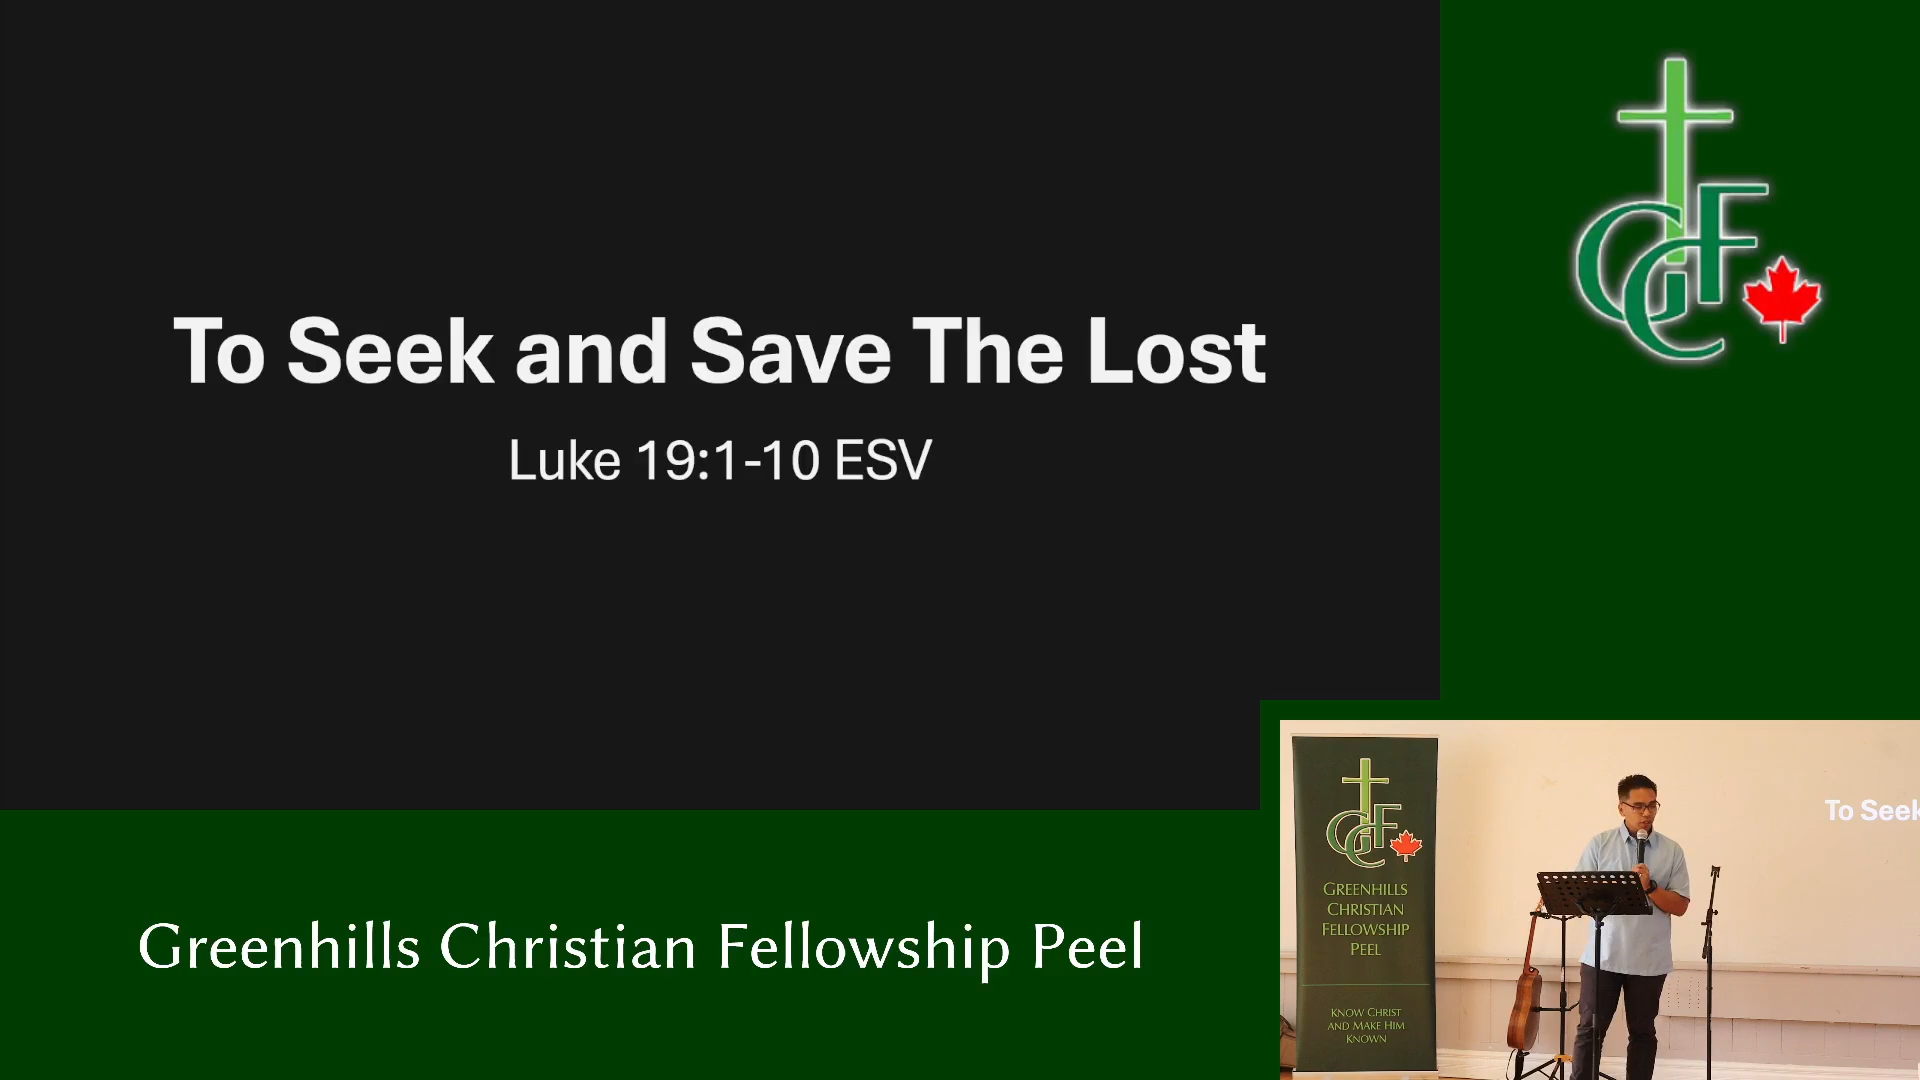 To Seek and Save The Lost
Luke 19:1-10 ESV
GCF
Greenhills Christian Fellowship Peel
GCF
GREENHILLS
CHRISTIAN
FELLOWSHIP
PEEL
KNOW CHRIST
AND MAKE HIM
KNOWN
To Seek